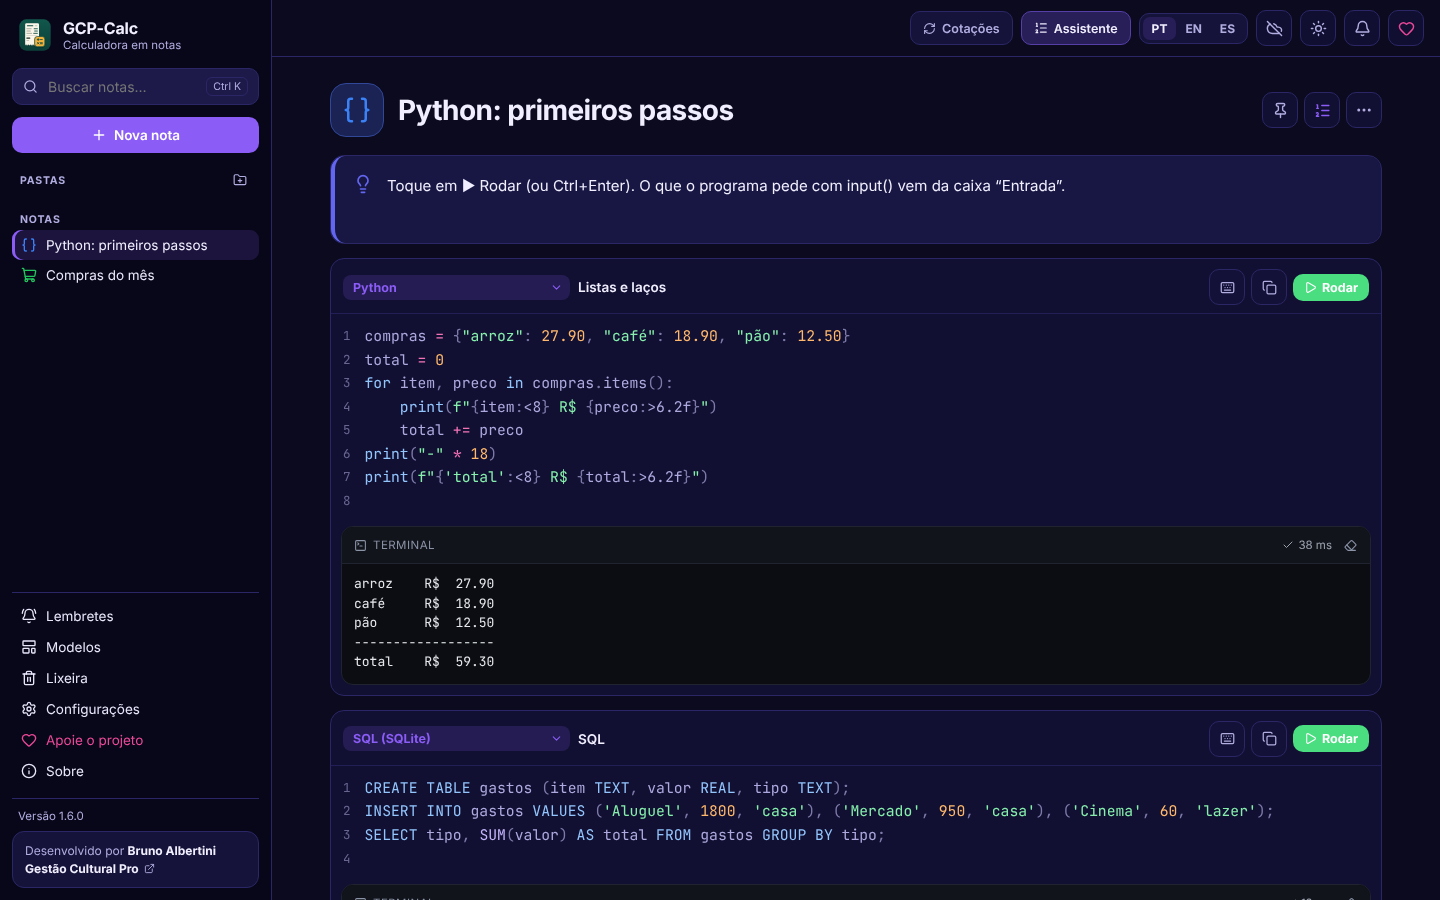 GCP-Calc
Calculadora em notas
Buscar notas...
Ctrl K
Nova nota
PASTAS
NOTAS
Python: primeiros passos
Compras do mês
Lembretes
Modelos
Lixeira
Configurações
Apoie o projeto
Sobre
Versão 1.6.0
Desenvolvido por Bruno Albertini
Gestão Cultural Pro
Cotações
Assistente
PT EN ES
Python: primeiros passos
Toque em ▶ Rodar (ou Ctrl+Enter). O que o programa pede com input() vem da caixa “Entrada”.
Python
Listas e laços
Rodar
1 compras = {"arroz": 27.90, "café": 18.90, "pão": 12.50}
2 total = 0
3 for item, preco in compras.items():
4     print(f"{item:<8} R$ {preco:>6.2f}")
5     total += preco
6 print("-" * 18)
7 print(f"{'total':<8} R$ {total:>6.2f}")
8
TERMINAL
38 ms
arroz    R$  27.90
café     R$  18.90
pão      R$  12.50
------------------
total    R$  59.30
SQL (SQLite)
SQL
Rodar
1 CREATE TABLE gastos (item TEXT, valor REAL, tipo TEXT);
2 INSERT INTO gastos VALUES ('Aluguel', 1800, 'casa'), ('Mercado', 950, 'casa'), ('Cinema', 60, 'lazer');
3 SELECT tipo, SUM(valor) AS total FROM gastos GROUP BY tipo;
4